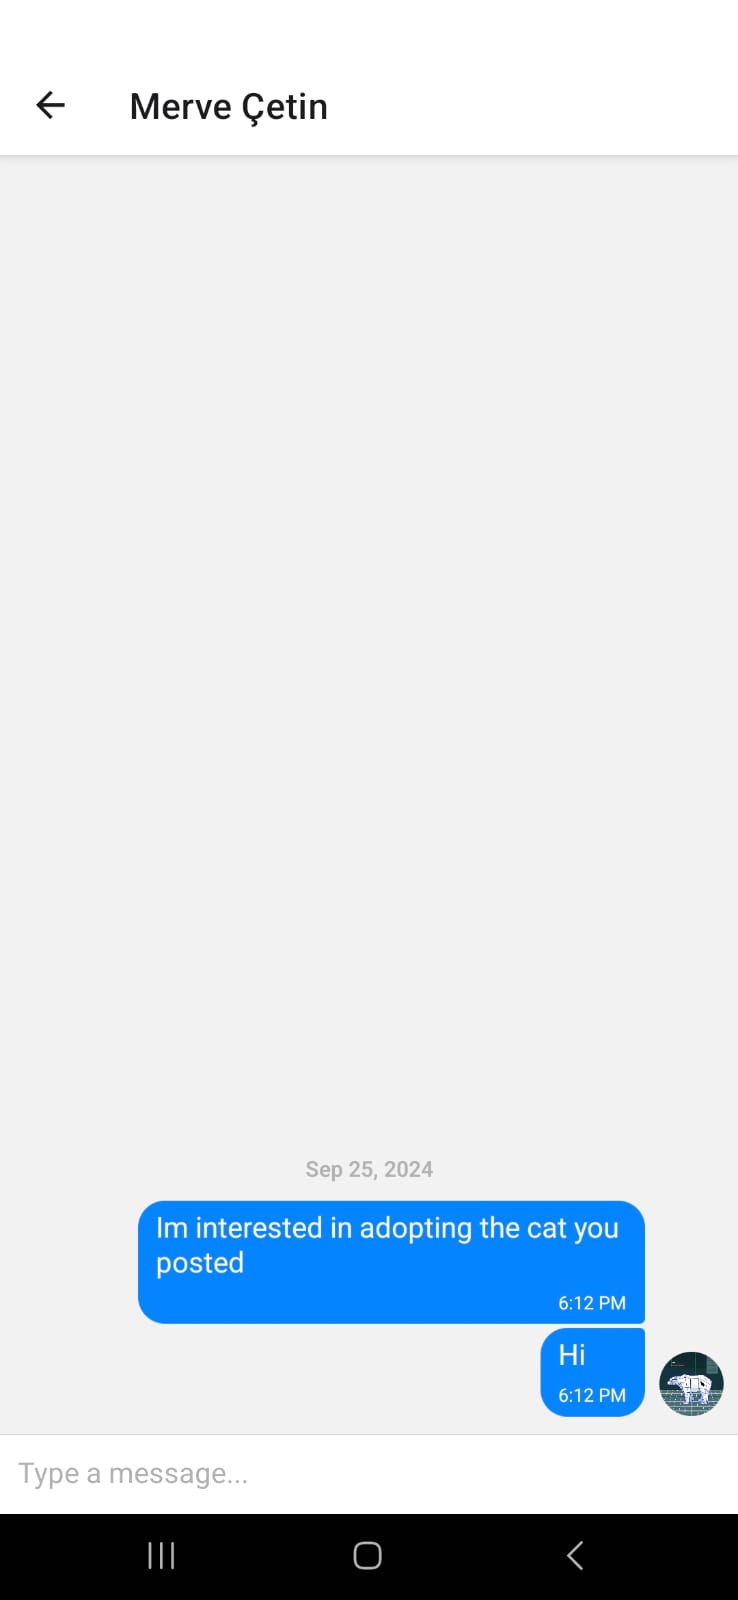 Merve Çetin
Sep 25, 2024
Im interested in adopting the cat you
posted
6:12 PM
Hi
6:12 PM
Type a message...